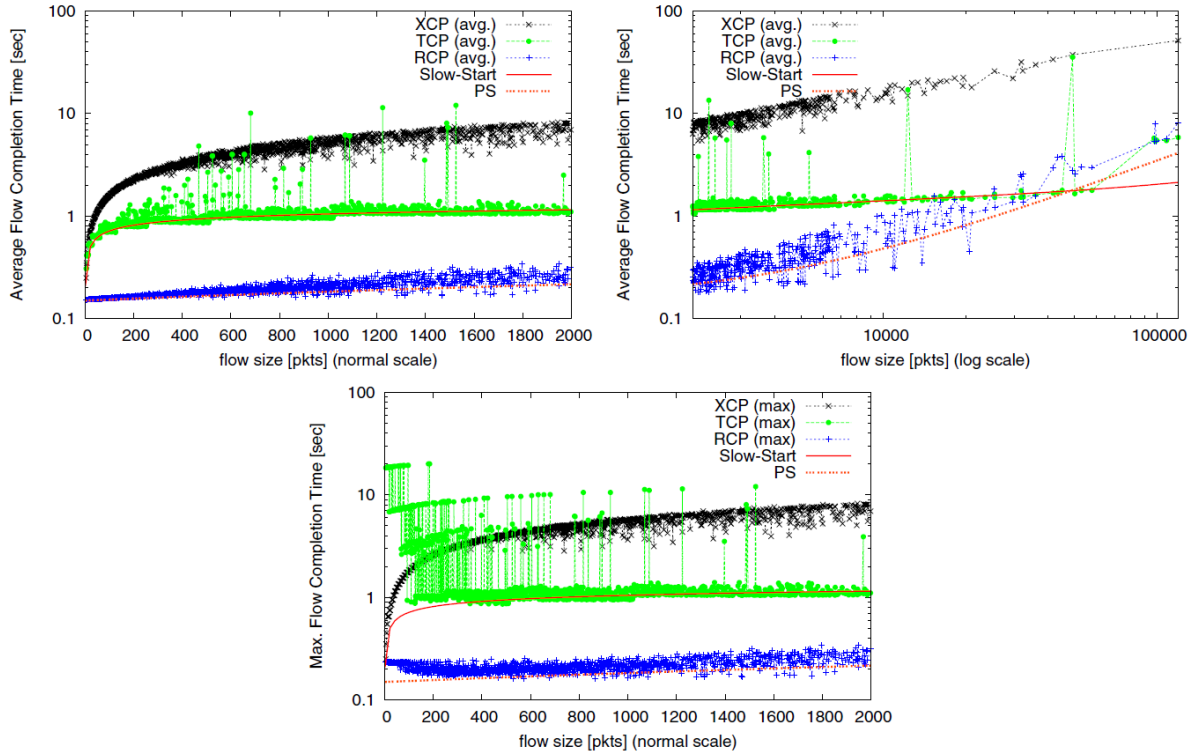 100
10
1
0.1
Average Flow Completion Time [sec]
XCP (avg.)
TCP (avg.)
RCP (avg.)
Slow-Start
PS
0 200 400 600 800 1000 1200 1400 1600 1800 2000
flow size [pkts] (normal scale)
100
10
1
0.1
Average Flow Completion Time [sec]
XCP (avg.)
TCP (avg.)
RCP (avg.)
Slow-Start
PS
10000 100000
flow size [pkts] (log scale)
100
10
1
0.1
Max. Flow Completion Time [sec]
XCP (max)
TCP (max)
RCP (max)
Slow-Start
PS
0 200 400 600 800 1000 1200 1400 1600 1800 2000
flow size [pkts] (normal scale)